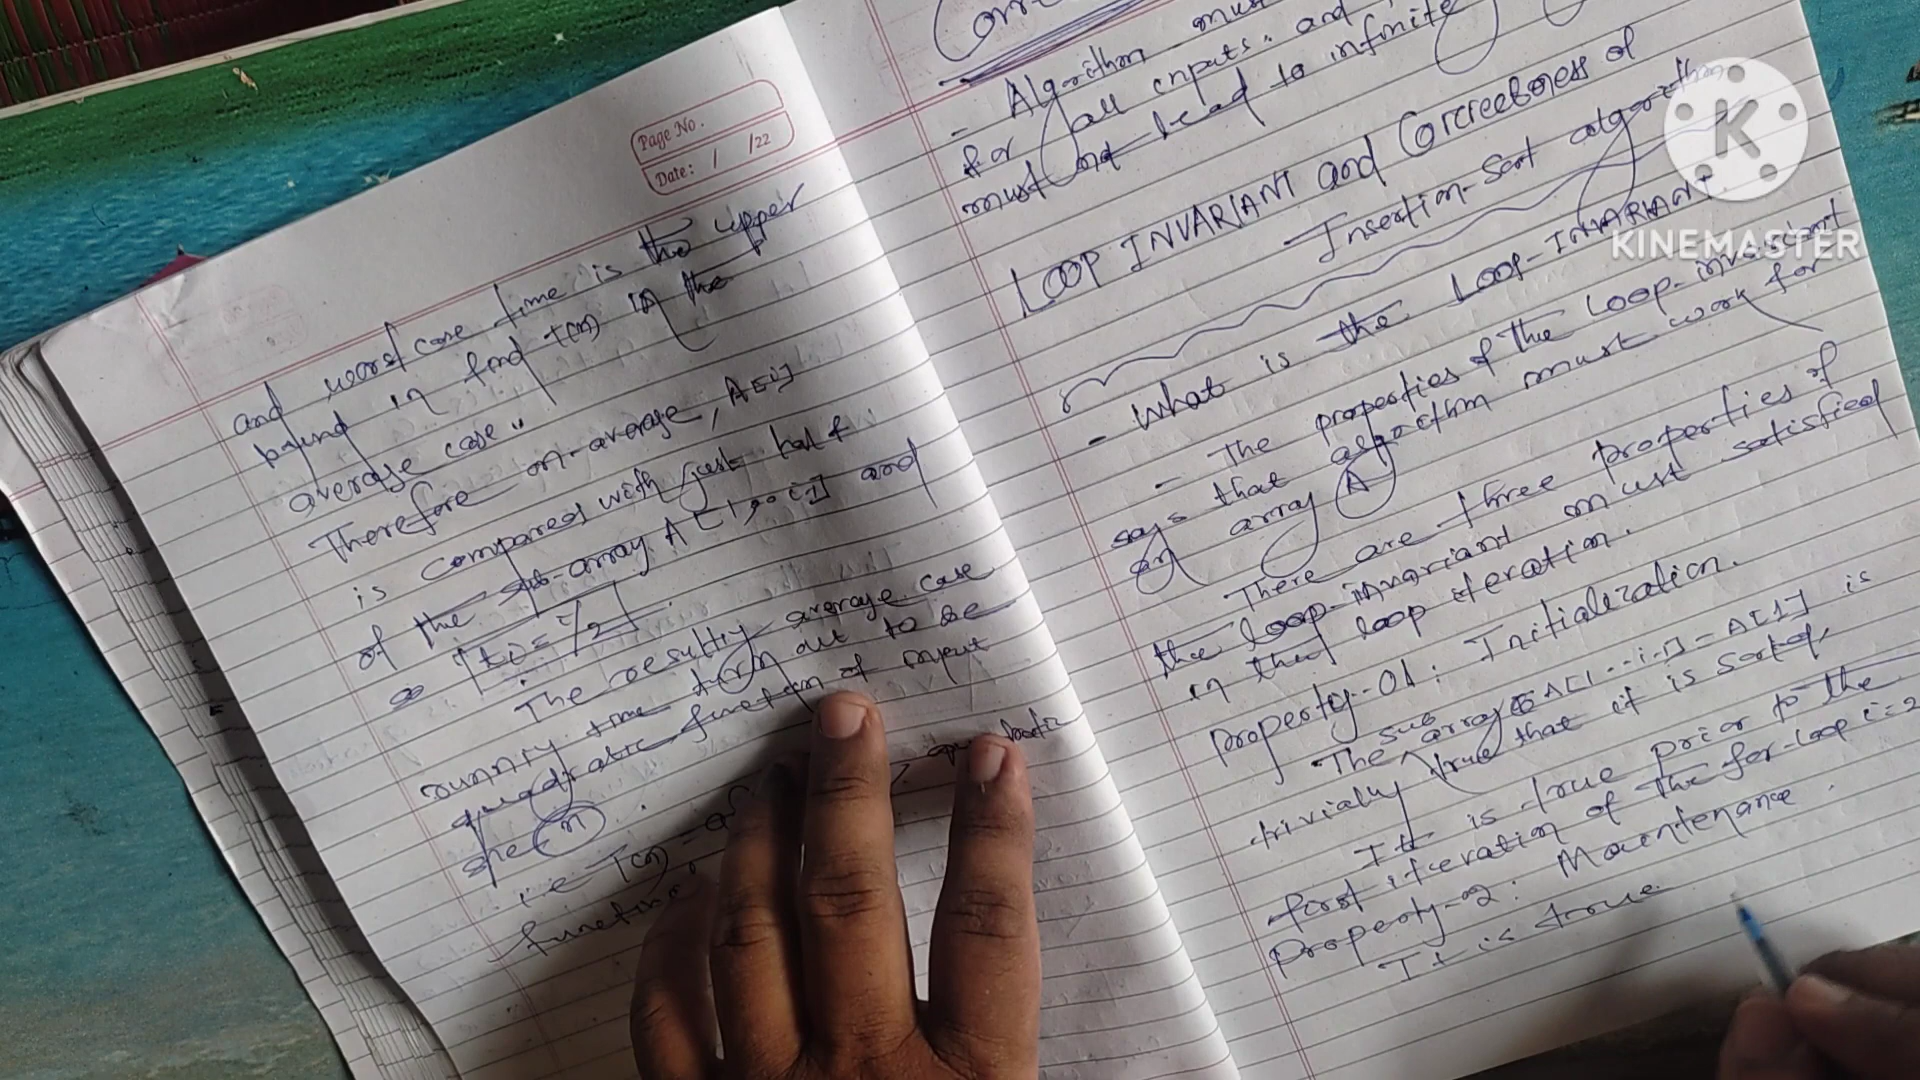 Page No.
Date: / /22
and worst case time is the upper
bound in find T(n) in the
average case".
Therefore on-average, A[i]
is compared with just half
of the sub-array A[1,..i-1] and
so ti = i/2
The resulting average case
running time turn out to be
quadratic function of input
size n.
i.e T(n) =
function
- Algorithm must
for all inputs. and
must not lead to infinite
LOOP INVARIANT and Correctness of
Insertion-Sort algorithm
- What is the Loop-INVARIANT.
- The properties of the loop-invariant
says that algorithm must work for
an array A
There are three properties of
the loop-invariant must satisfied
in the loop iteration.
Property-01: Initialization.
The sub array A[1..i-1] = A[1] is
trivially true that it is sorted,
It is true prior to the
first iteration of the for-loop i=2
Property-02: Maintenance.
It is true
K
KINEMASTER